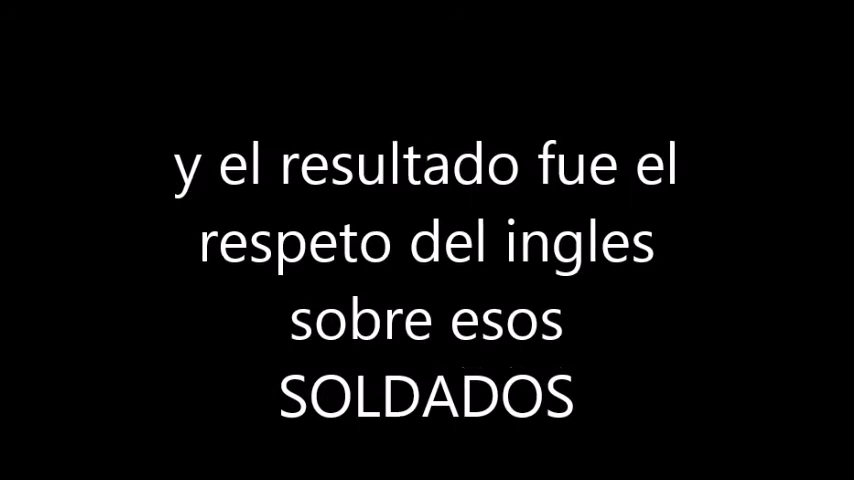 y el resultado fue el
respeto del ingles
sobre esos
SOLDADOS